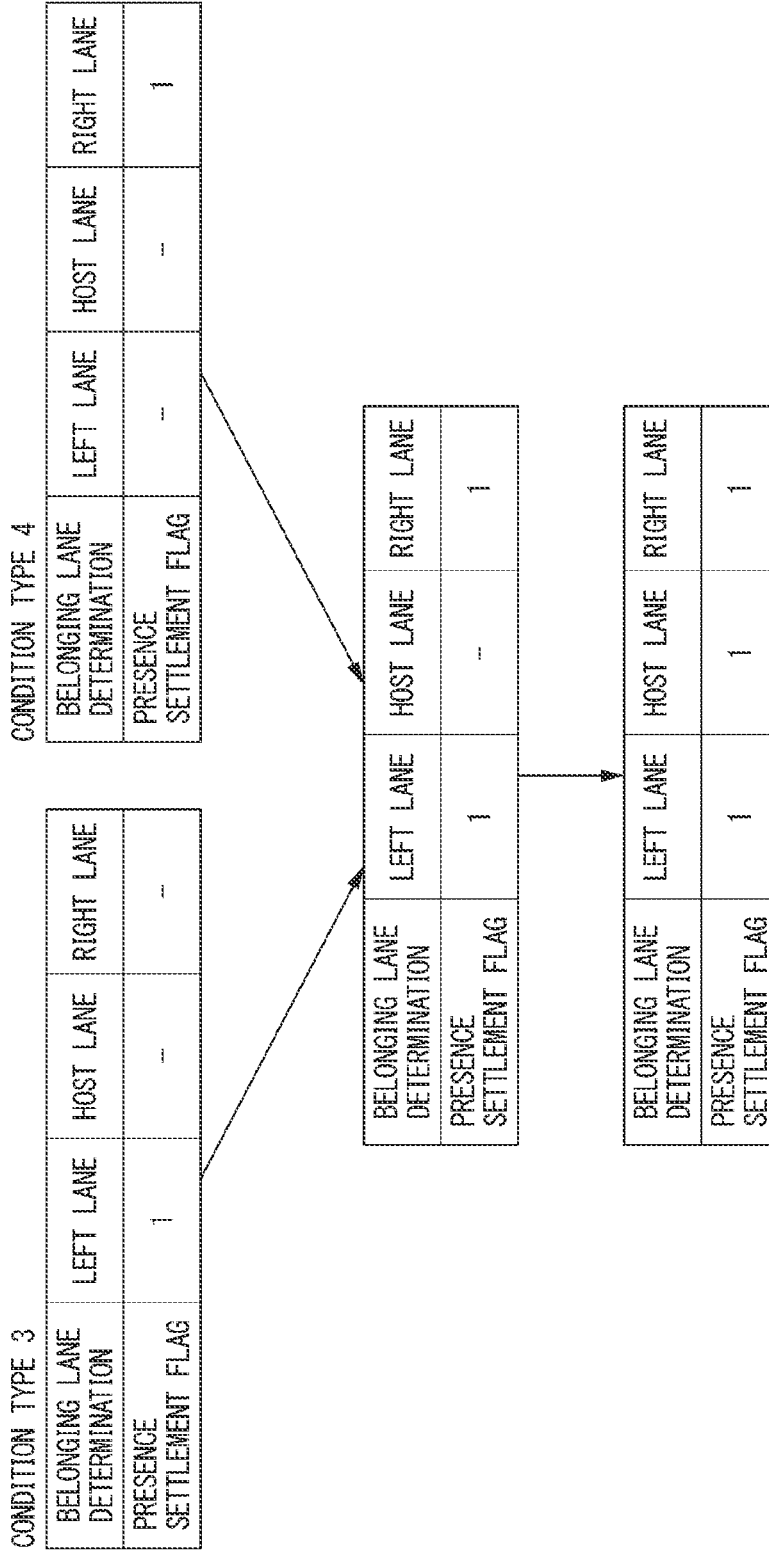 CONDITION TYPE 3
BELONGING LANE DETERMINATION LEFT LANE HOST LANE RIGHT LANE
PRESENCE SETTLEMENT FLAG 1 - -
CONDITION TYPE 4
BELONGING LANE DETERMINATION LEFT LANE HOST LANE RIGHT LANE
PRESENCE SETTLEMENT FLAG - - 1
BELONGING LANE DETERMINATION LEFT LANE HOST LANE RIGHT LANE
PRESENCE SETTLEMENT FLAG 1 - 1
BELONGING LANE DETERMINATION LEFT LANE HOST LANE RIGHT LANE
PRESENCE SETTLEMENT FLAG 1 1 1